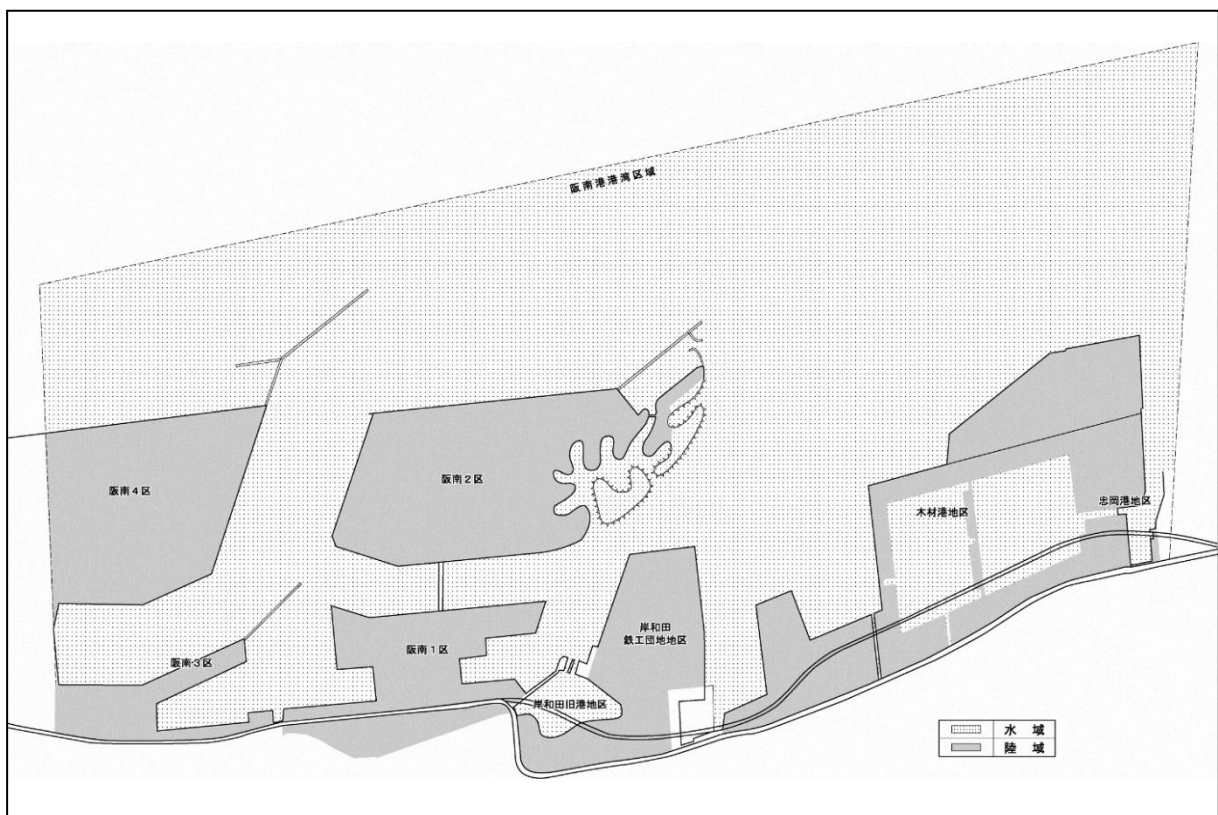 阪南港港湾区域
阪南4区
阪南2区
木材港地区
忠岡港地区
岸和田
鉄工団地地区
阪南1区
阪南3区
岸和田旧港地区
水 域
陸 域